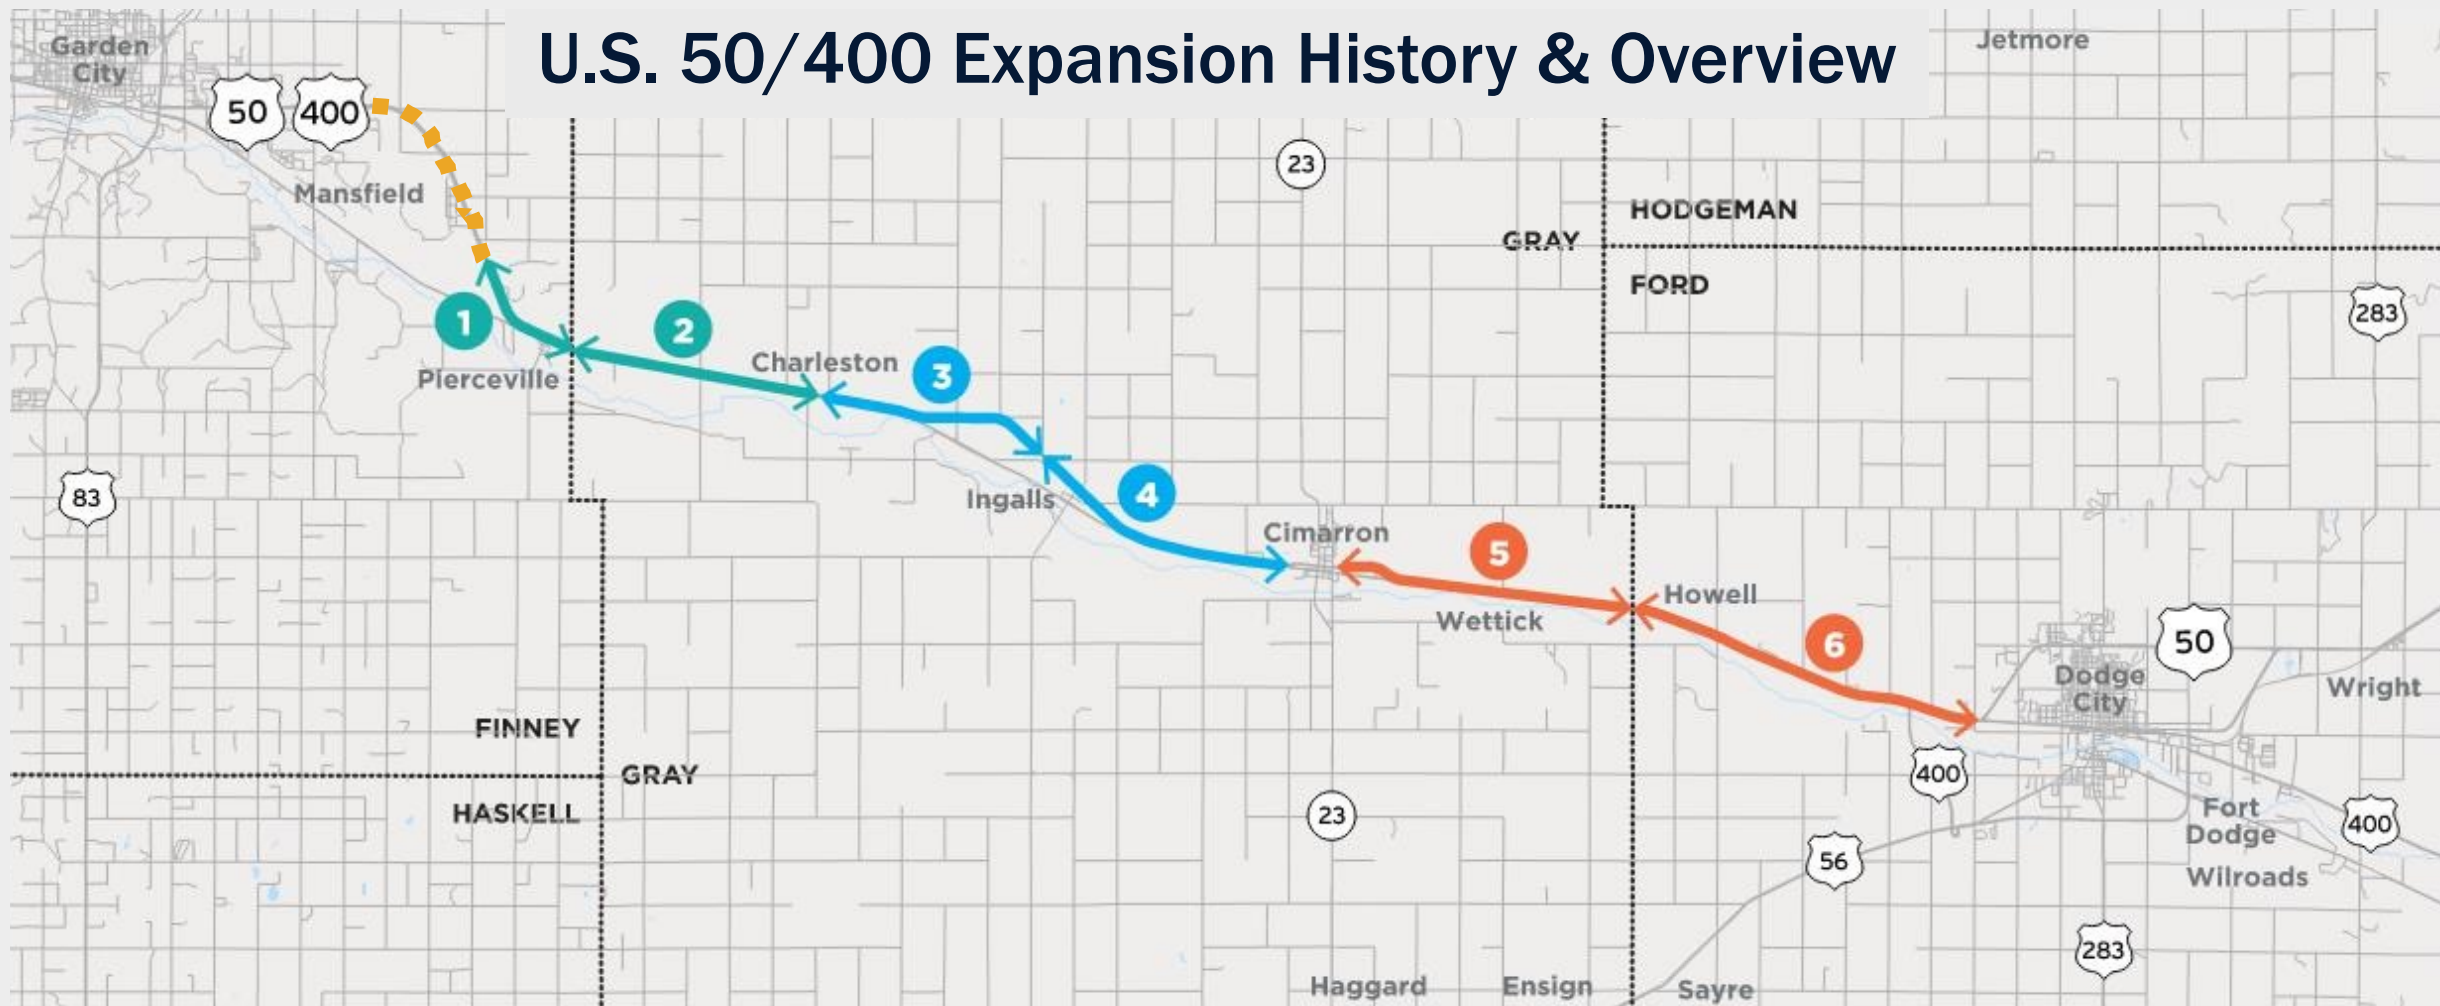 U.S. 50/400 Expansion History & Overview
Garden
City
Jetmore
50
400
23
Mansfield
HODGEMAN
GRAY
FORD
283
1
2
Charleston
3
Pierceville
83
Ingalls
4
Cimarron
5
Howell
Wettick
6
50
Dodge
City
Wright
FINNEY
GRAY
400
HASKELL
23
Fort
Dodge
400
56
Wilroads
283
Haggard
Ensign
Sayre